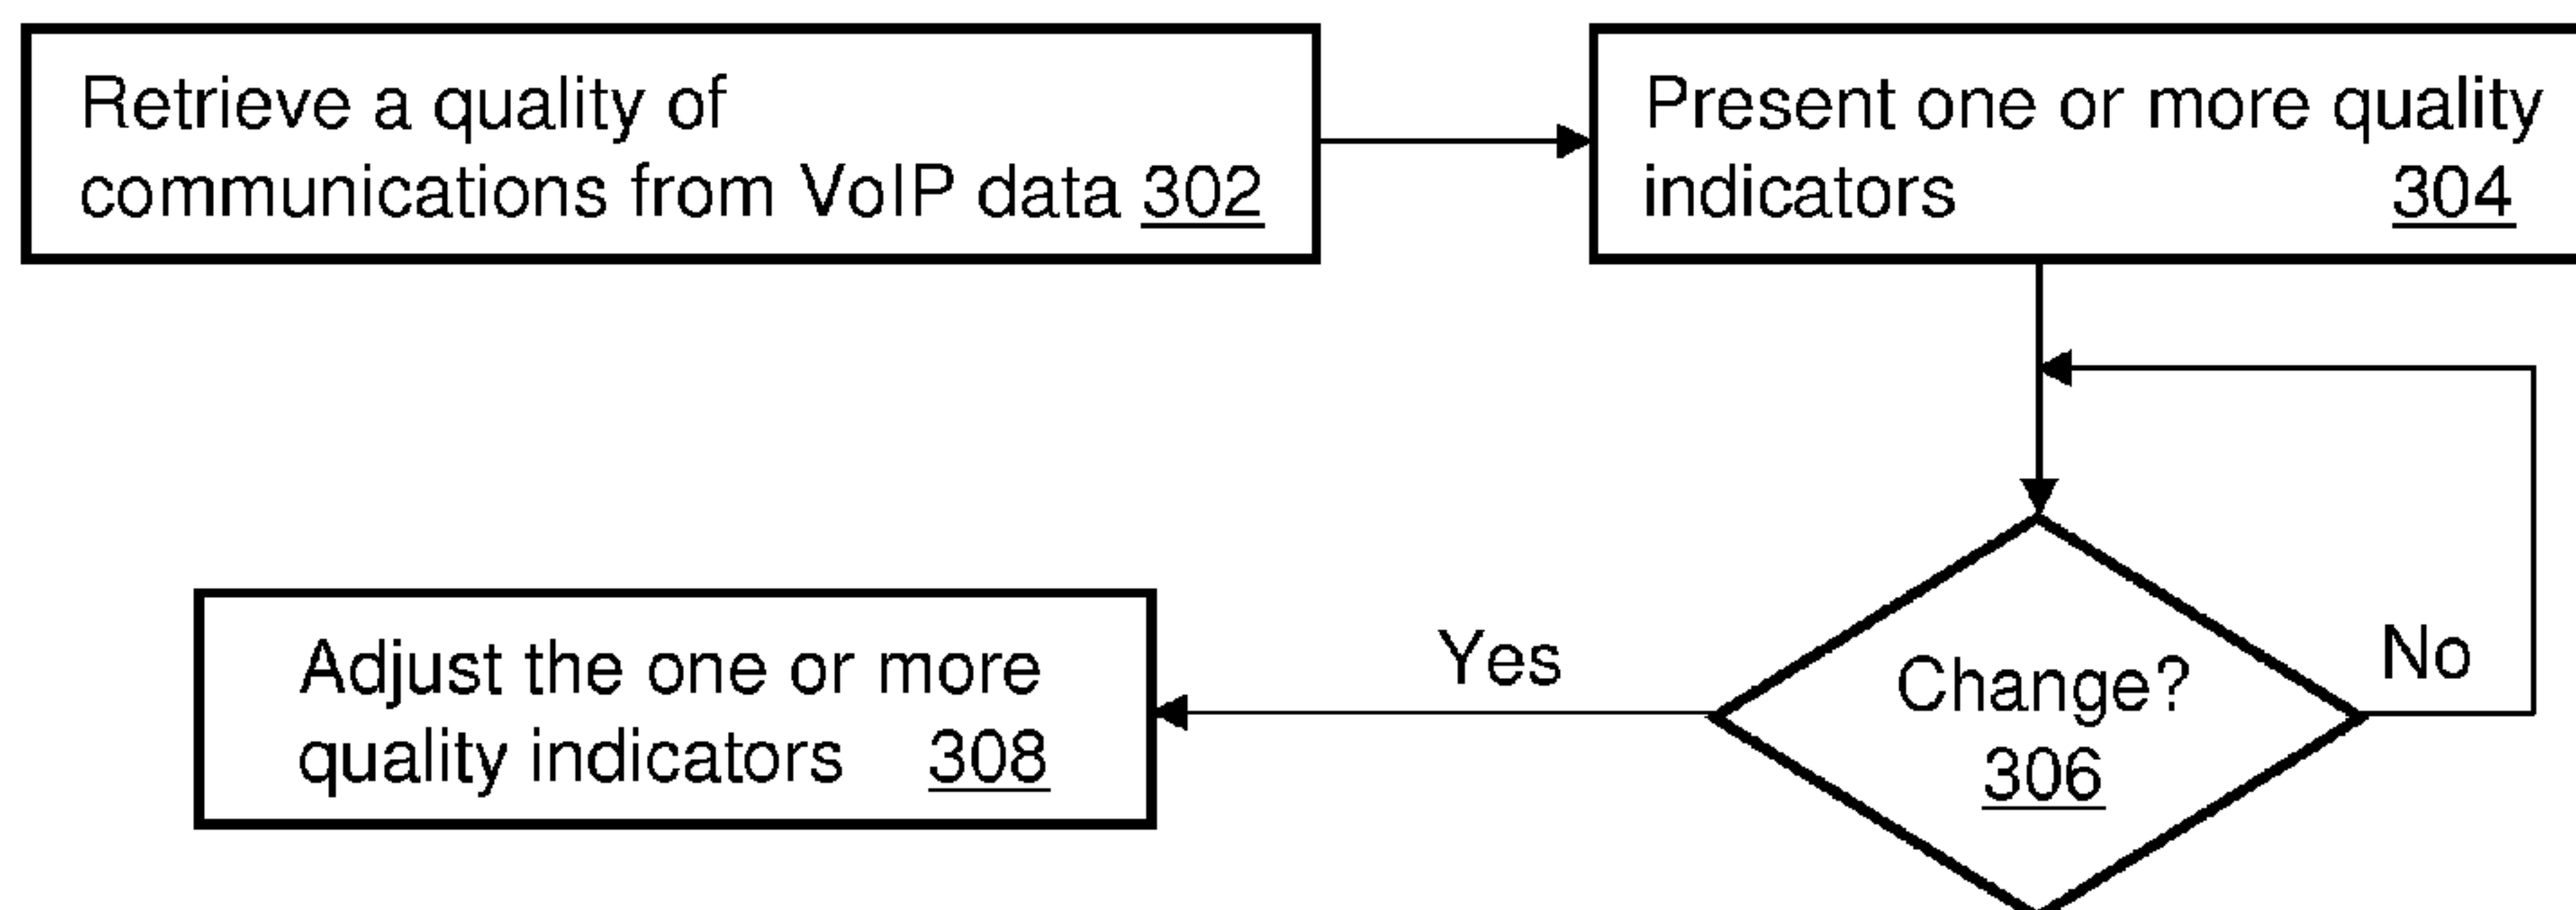 Retrieve a quality of
communications from VoIP data 302
Present one or more quality
indicators 304
Change?
306
No
Yes
Adjust the one or more
quality indicators 308